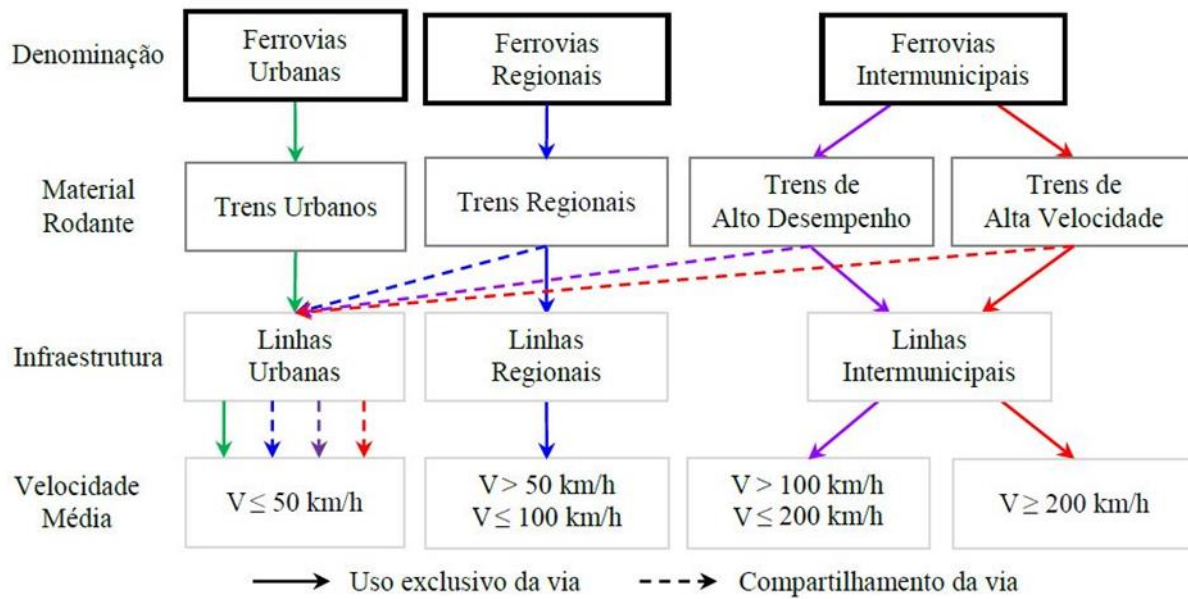 Denominação
Ferrovias
Urbanas
Ferrovias
Regionais
Ferrovias
Intermunicipais
Material
Rodante
Trens Urbanos
Trens Regionais
Trens de
Alto Desempenho
Trens de
Alta Velocidade
Infraestrutura
Linhas
Urbanas
Linhas
Regionais
Linhas
Intermunicipais
Velocidade
Média
V ≤ 50 km/h
V > 50 km/h
V ≤ 100 km/h
V > 100 km/h
V ≤ 200 km/h
V ≥ 200 km/h
Uso exclusivo da via
Compartilhamento da via